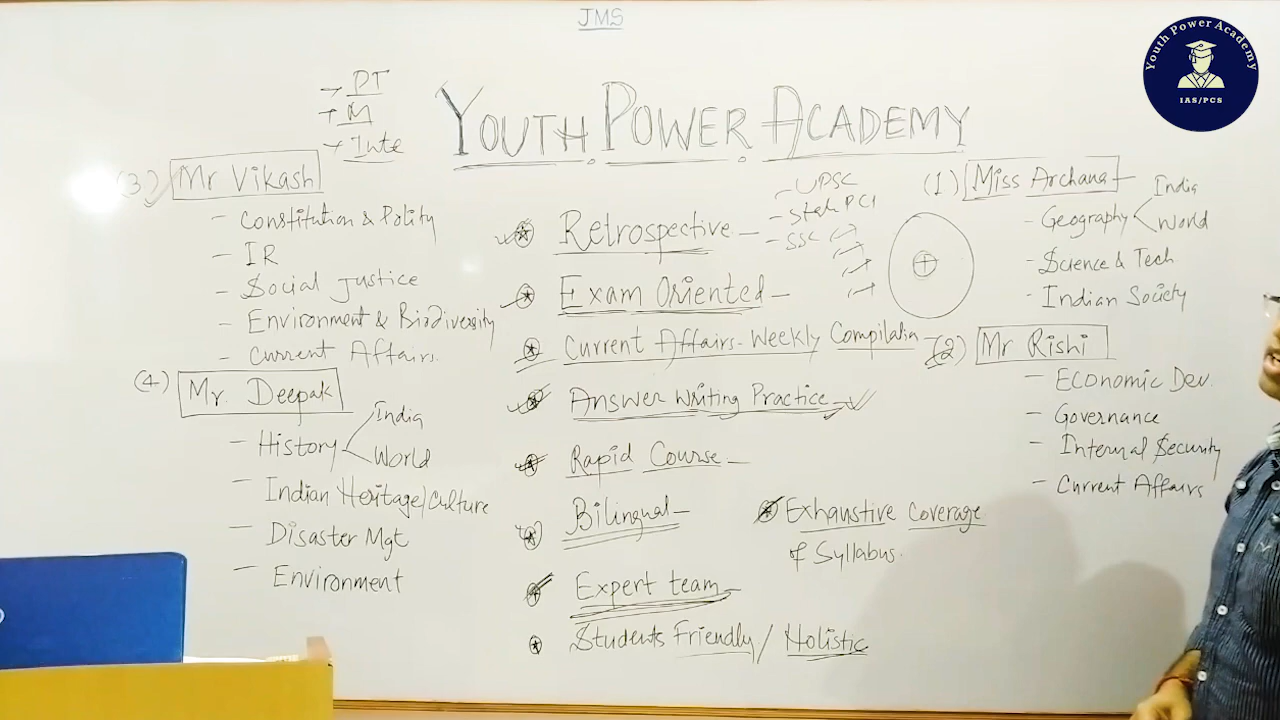 JMS
Youth Power Academy
IAS/PCS
→ PT
→ M
→ Inte
YOUTH POWER ACADEMY
(3) Mr Vikash
- Constitution & Polity
- IR
- Social Justice
- Environment & Biodiversity
- Current Affairs.
(4) Mr. Deepak
- History
India
World
- Indian Heritage/Culture
- Disaster Mgt
- Environment
Retrospective -
- UPSC
- State PCS
- SSC
Exam Oriented -
Current Affairs - Weekly Compilation
Answer Writing Practice
Rapid Course -
Bilingual -
Expert team -
Students Friendly / Holistic
Exhaustive Coverage
of Syllabus.
(1) Miss Archana
- Geography
India
World
- Science & Tech
- Indian Society
(2) Mr Rishi
- Economic Dev.
- Governance
- Internal Security
- Current Affairs